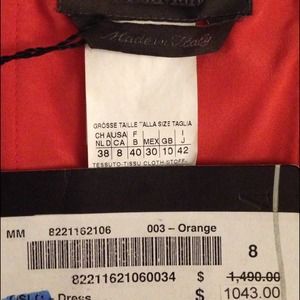 Made in Italy
GRÖSSE TAILLE TALLA SIZE TAGLIA
CH AUSA F I
NL D CA B MEX GB J
38 8 40 30 10 42
TESSUTO-TISSU CLOTH-STOFF
MM 8221162106 003 – Orange
8
82211621060034 $ 1,490.00
Dress $ 1043.00